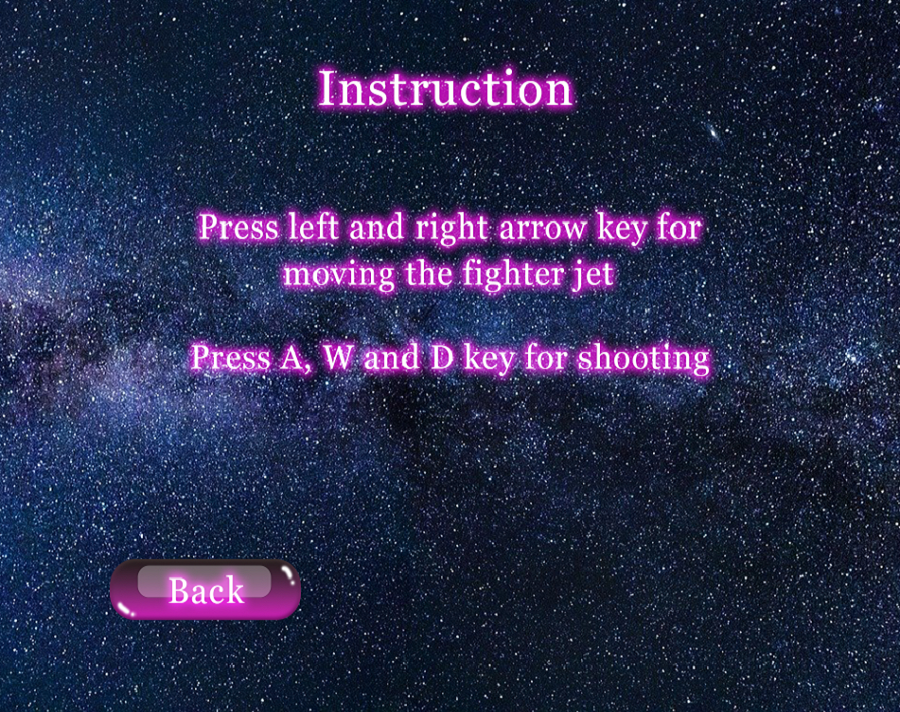 Instruction
Press left and right arrow key for
moving the fighter jet
Press A, W and D key for shooting
Back